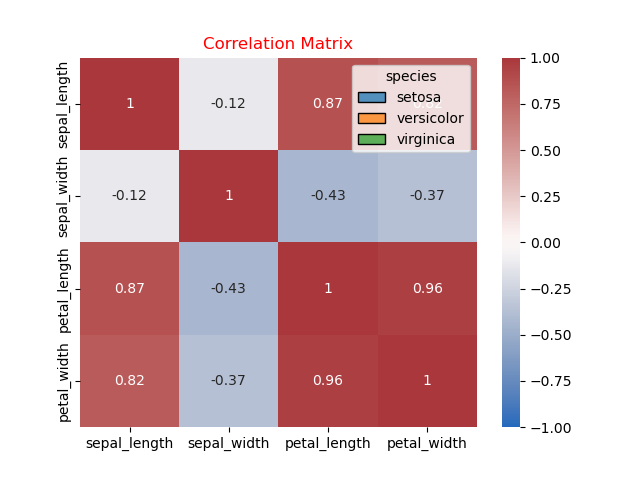 Correlation Matrix
sepal_length
1 -0.12 0.87
species
setosa
versicolor
virginica
sepal_width
-0.12 1 -0.43 -0.37
petal_length
0.87 -0.43 1 0.96
petal_width
0.82 -0.37 0.96 1
sepal_length sepal_width petal_length petal_width
1.00
0.75
0.50
0.25
0.00
−0.25
−0.50
−0.75
−1.00